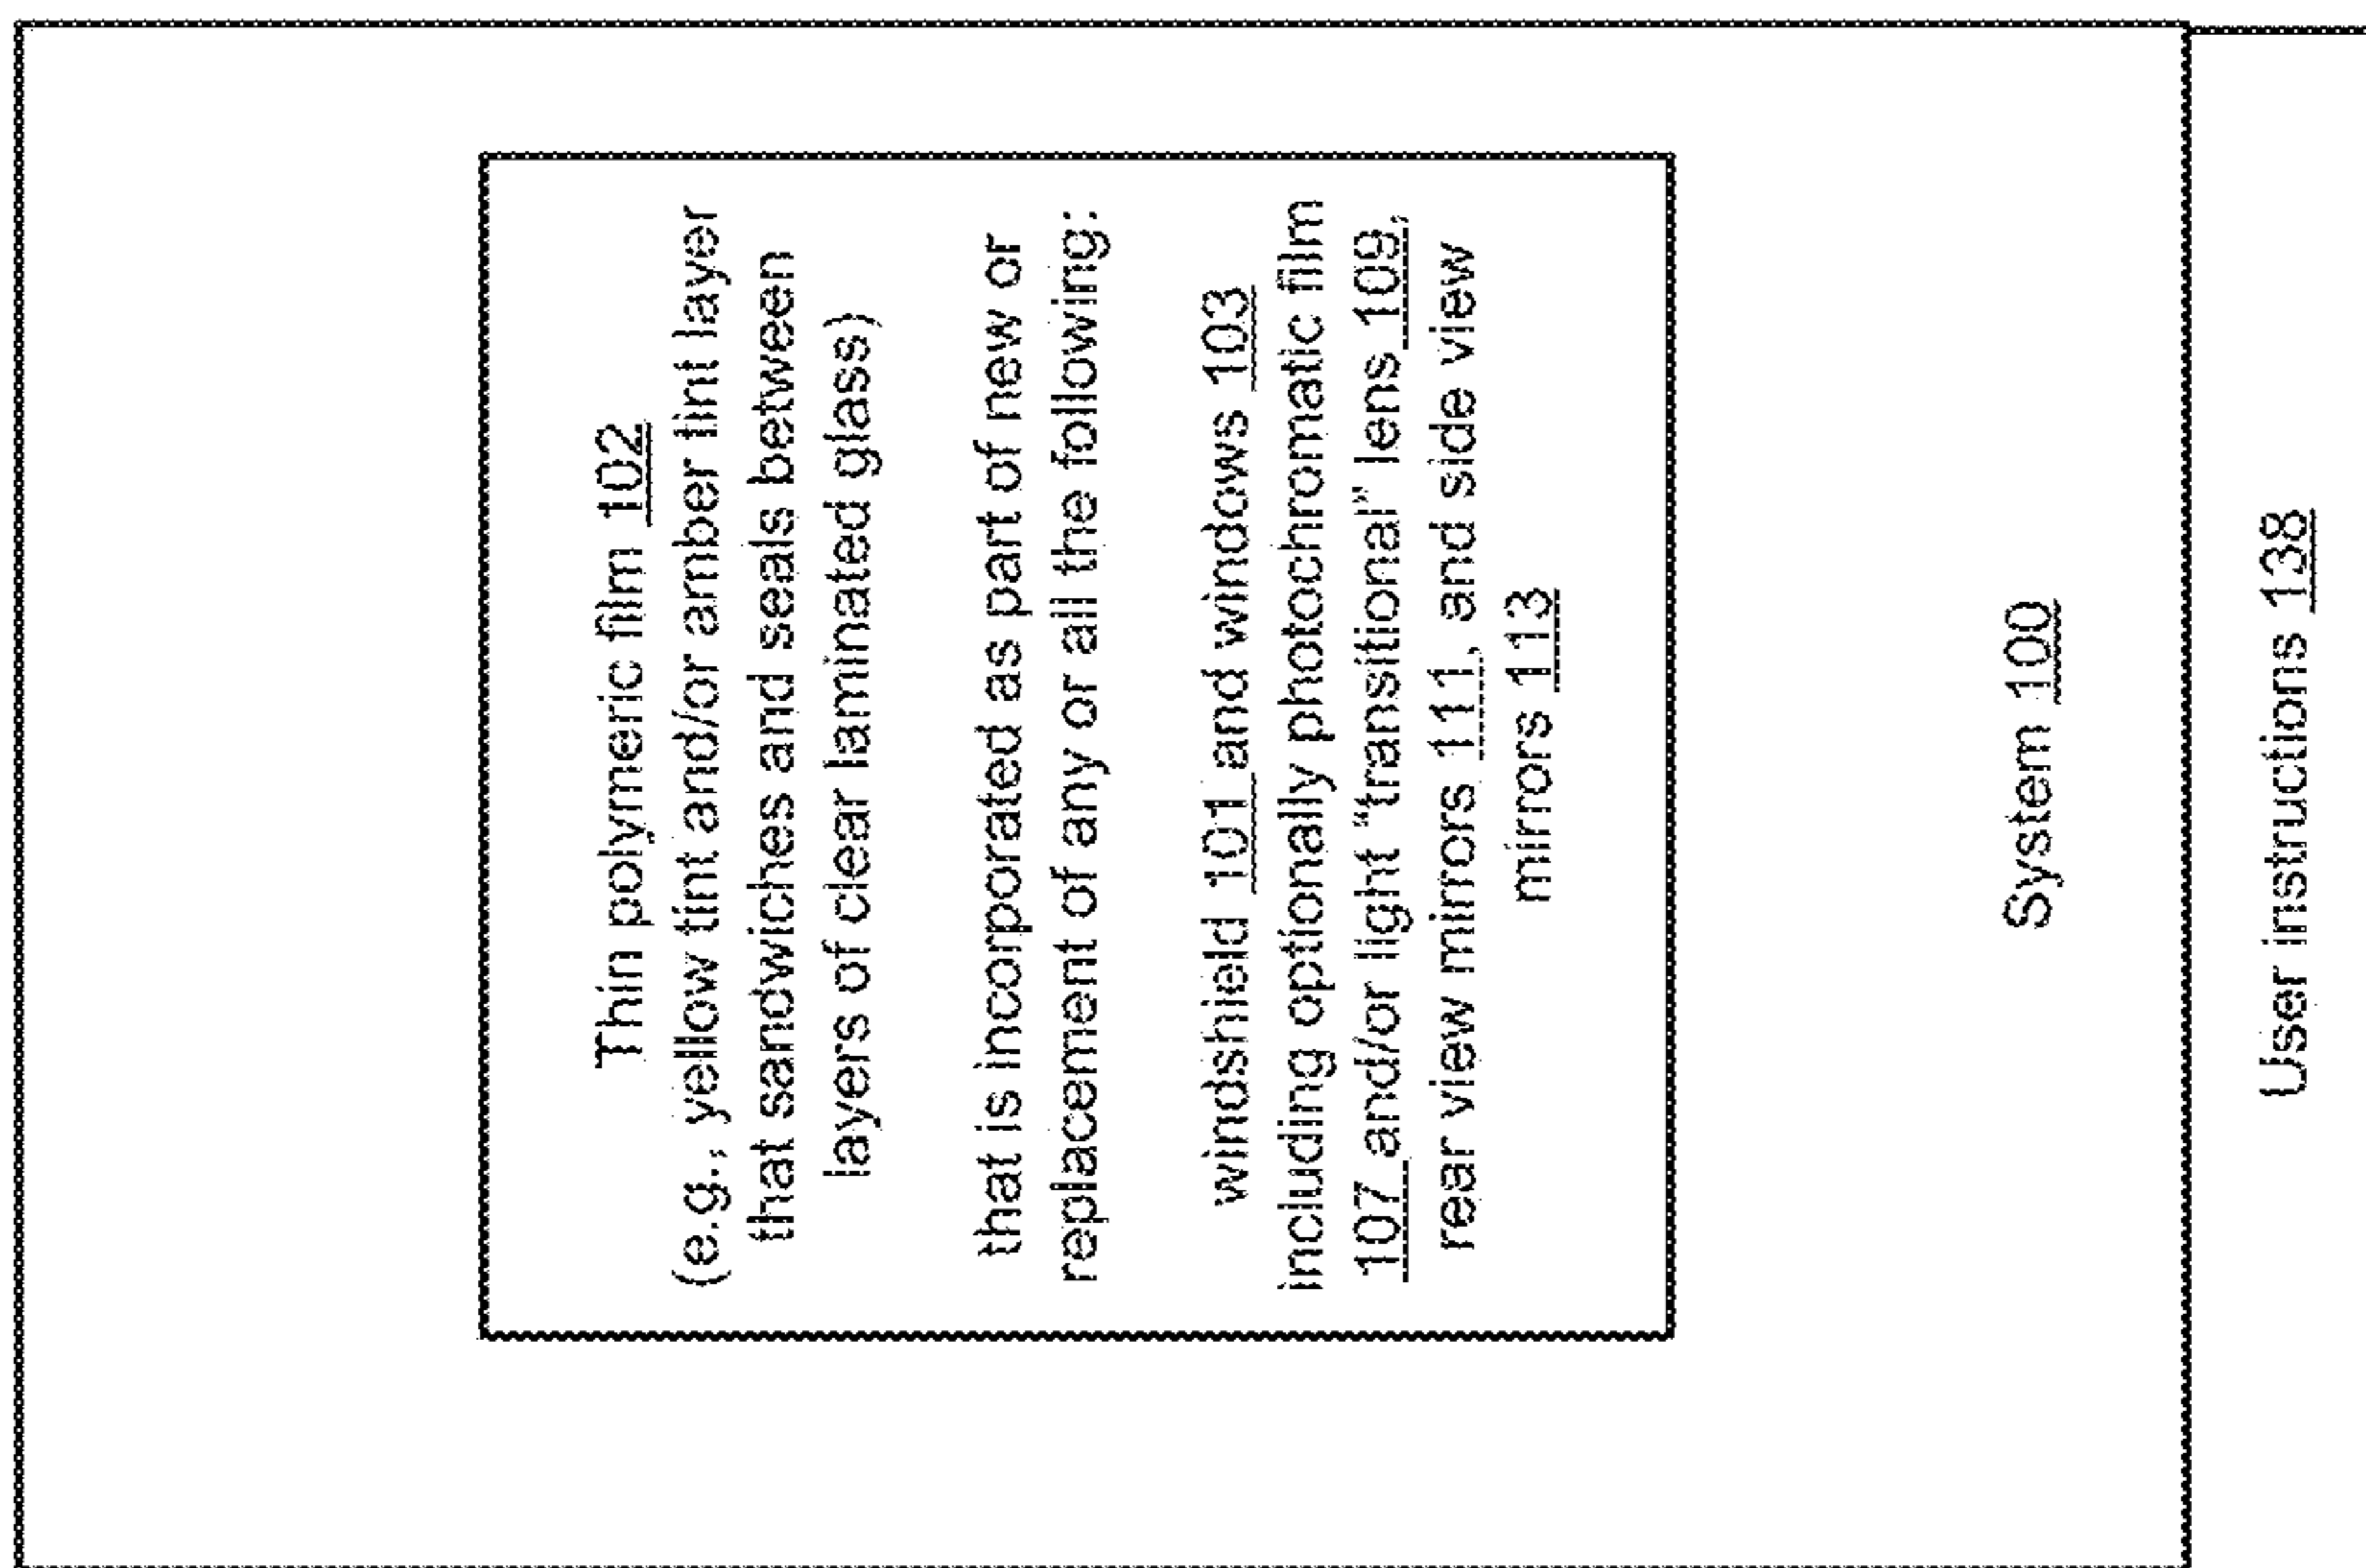 Thin polymeric film 102
(e.g., yellow tint and/or amber tint layer
that sandwiches and seals between
layers of clear laminated glass)
that is incorporated as part of new or
replacement of any or all the following:
windshield 101 and windows 103
including optionally photochromatic film
107 and/or light "transitional" lens 109,
rear view mirrors 111, and side view
mirrors 113
System 100
User instructions 138